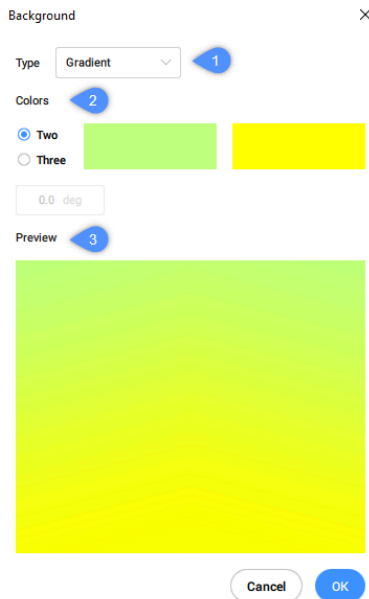 Background
Type Gradient 1
Colors 2
Two
Three
0.0 deg
Preview 3
Cancel OK